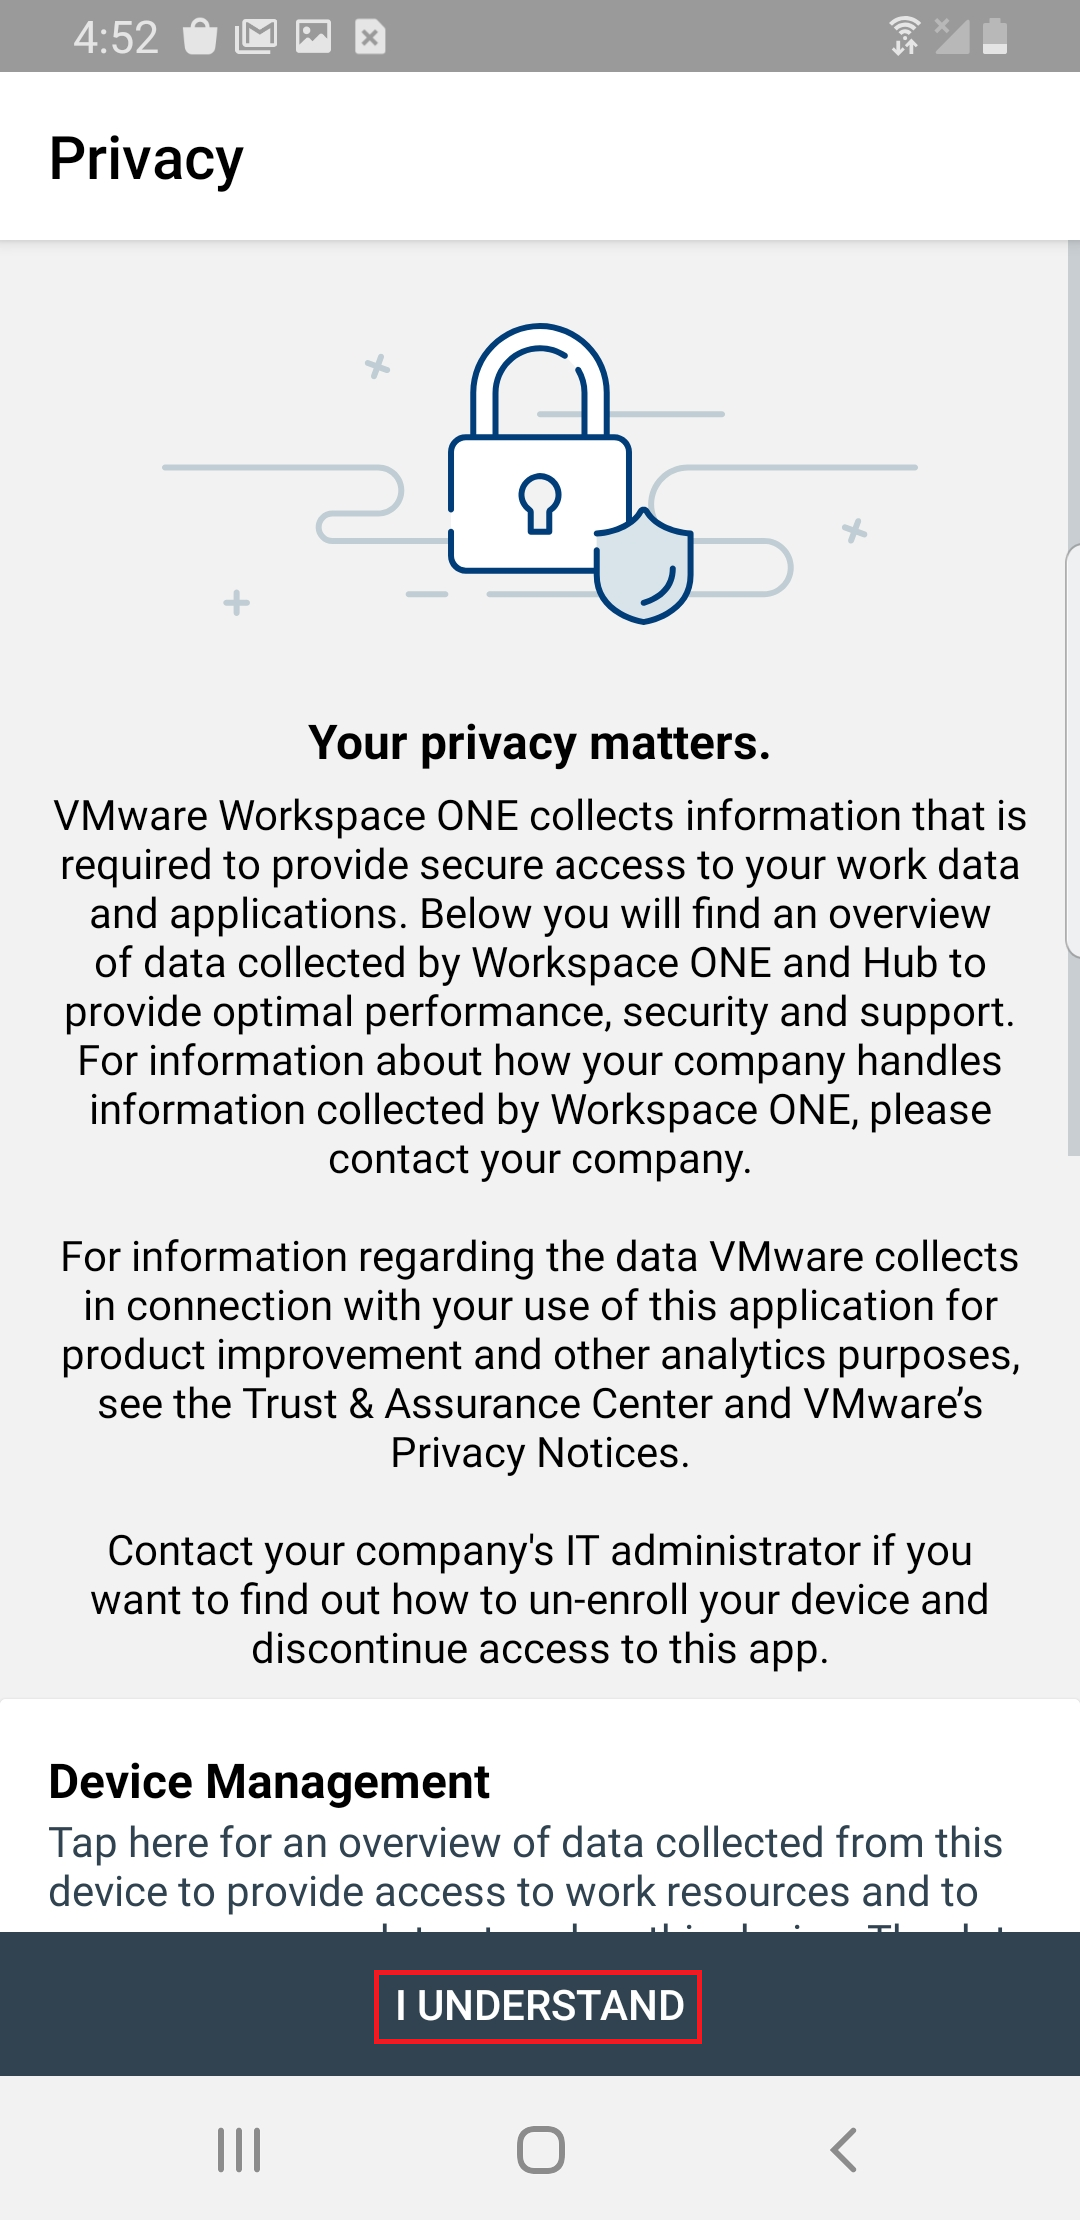 4:52
Privacy
Your privacy matters.
VMware Workspace ONE collects information that is
required to provide secure access to your work data
and applications. Below you will find an overview
of data collected by Workspace ONE and Hub to
provide optimal performance, security and support.
For information about how your company handles
information collected by Workspace ONE, please
contact your company.
For information regarding the data VMware collects
in connection with your use of this application for
product improvement and other analytics purposes,
see the Trust & Assurance Center and VMware’s
Privacy Notices.
Contact your company's IT administrator if you
want to find out how to un-enroll your device and
discontinue access to this app.
Device Management
Tap here for an overview of data collected from this
device to provide access to work resources and to
I UNDERSTAND